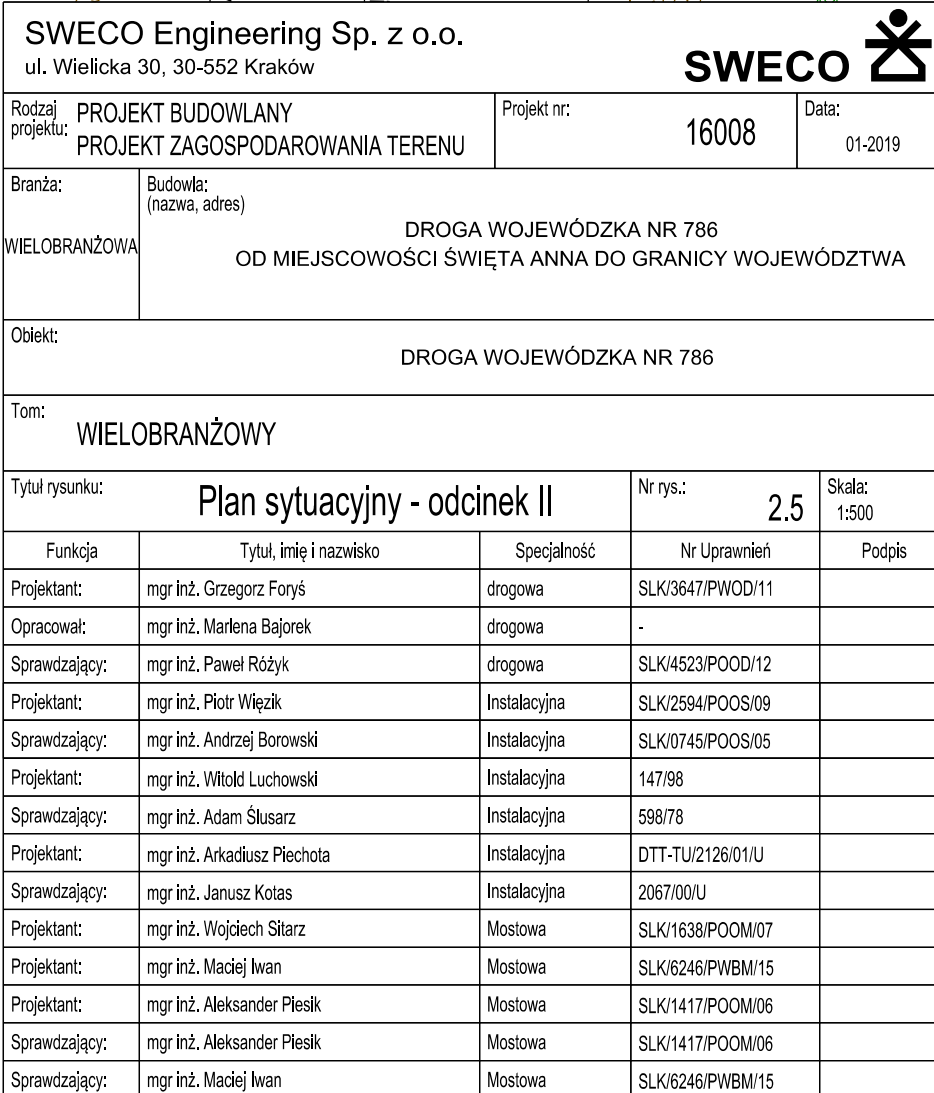 SWECO Engineering Sp. z o.o.
ul. Wielicka 30, 30-552 Kraków
SWECO
Rodzaj projektu: PROJEKT BUDOWLANY
PROJEKT ZAGOSPODAROWANIA TERENU
Projekt nr: 16008
Data: 01-2019
Branża:
WIELOBRANŻOWA
Budowla:
(nazwa, adres)
DROGA WOJEWÓDZKA NR 786
OD MIEJSCOWOŚCI ŚWIĘTA ANNA DO GRANICY WOJEWÓDZTWA
Obiekt:
DROGA WOJEWÓDZKA NR 786
Tom:
WIELOBRANŻOWY
Tytuł rysunku: Plan sytuacyjny - odcinek II
Nr rys.: 2.5
Skala: 1:500
Funkcja Tytuł, imię i nazwisko Specjalność Nr Uprawnień Podpis
Projektant: mgr inż. Grzegorz Foryś drogowa SLK/3647/PWOD/11
Opracował: mgr inż. Marlena Bajorek drogowa -
Sprawdzający: mgr inż. Paweł Różyk drogowa SLK/4523/POOD/12
Projektant: mgr inż. Piotr Więzik Instalacyjna SLK/2594/POOS/09
Sprawdzający: mgr inż. Andrzej Borowski Instalacyjna SLK/0745/POOS/05
Projektant: mgr inż. Witold Luchowski Instalacyjna 147/98
Sprawdzający: mgr inż. Adam Ślusarz Instalacyjna 598/78
Projektant: mgr inż. Arkadiusz Piechota Instalacyjna DTT-TU/2126/01/U
Sprawdzający: mgr inż. Janusz Kotas Instalacyjna 2067/00/U
Projektant: mgr inż. Wojciech Sitarz Mostowa SLK/1638/POOM/07
Projektant: mgr inż. Maciej Iwan Mostowa SLK/6246/PWBM/15
Projektant: mgr inż. Aleksander Piesik Mostowa SLK/1417/POOM/06
Sprawdzający: mgr inż. Aleksander Piesik Mostowa SLK/1417/POOM/06
Sprawdzający: mgr inż. Maciej Iwan Mostowa SLK/6246/PWBM/15